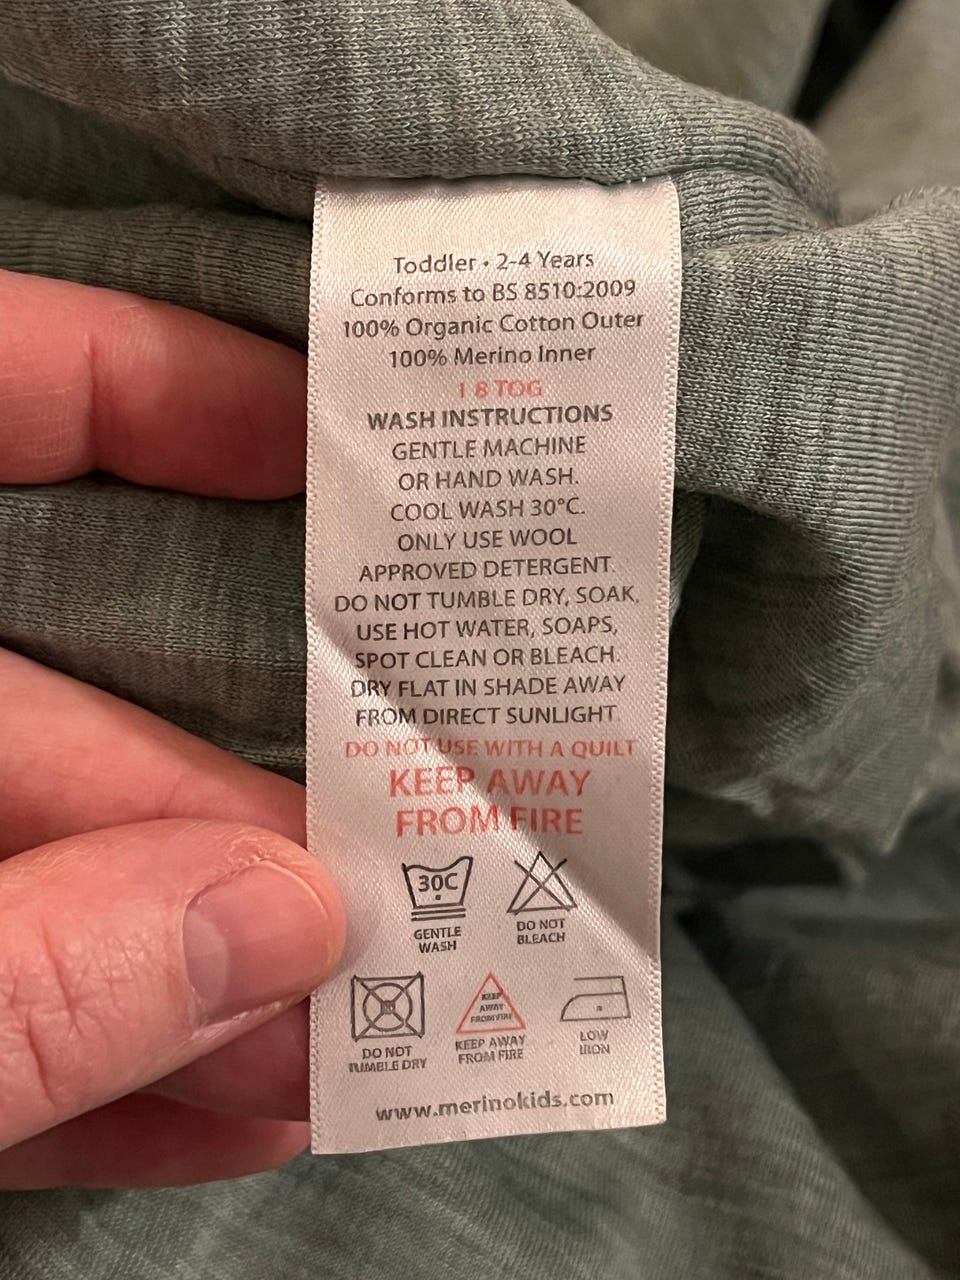 Toddler • 2-4 Years
Conforms to BS 8510:2009
100% Organic Cotton Outer
100% Merino Inner
1 8 TOG
WASH INSTRUCTIONS
GENTLE MACHINE
OR HAND WASH.
COOL WASH 30°C.
ONLY USE WOOL
APPROVED DETERGENT.
DO NOT TUMBLE DRY, SOAK,
USE HOT WATER, SOAPS,
SPOT CLEAN OR BLEACH.
DRY FLAT IN SHADE AWAY
FROM DIRECT SUNLIGHT.
DO NOT USE WITH A QUILT
KEEP AWAY
FROM FIRE
30C
GENTLE
WASH
DO NOT
BLEACH
DO NOT
TUMBLE DRY
KEEP
AWAY
FROM FIRE
KEEP AWAY
FROM FIRE
LOW
IRON
www.merinokids.com